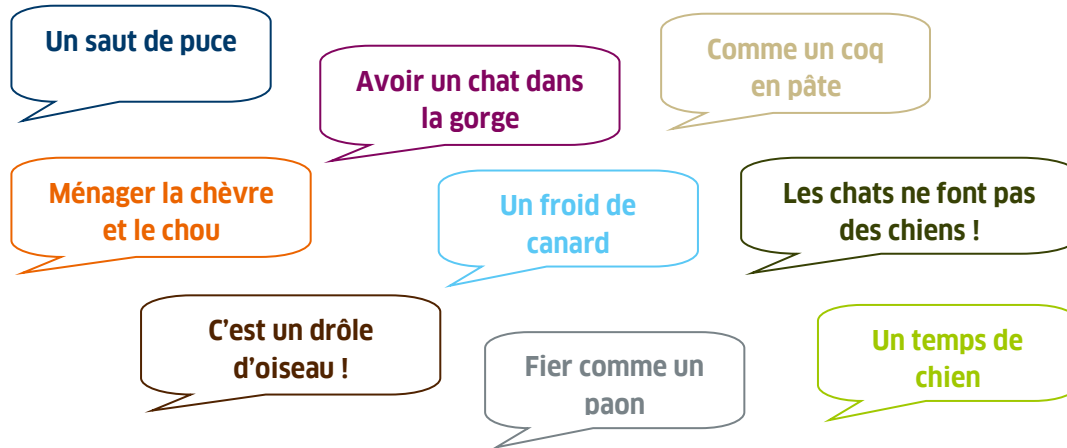 Un saut de puce
Avoir un chat dans
la gorge
Comme un coq
en pâte
Ménager la chèvre
et le chou
Un froid de
canard
Les chats ne font pas
des chiens !
C'est un drôle
d'oiseau !
Fier comme un
paon
Un temps de
chien